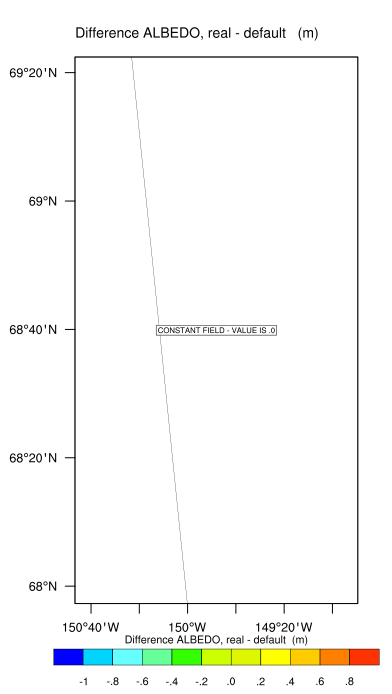 Difference ALBEDO, real - default (m)
69°20'N
69°N
68°40'N
CONSTANT FIELD - VALUE IS .0
68°20'N
68°N
150°40'W 150°W 149°20'W
Difference ALBEDO, real - default (m)
-1 -.8 -.6 -.4 -.2 .0 .2 .4 .6 .8